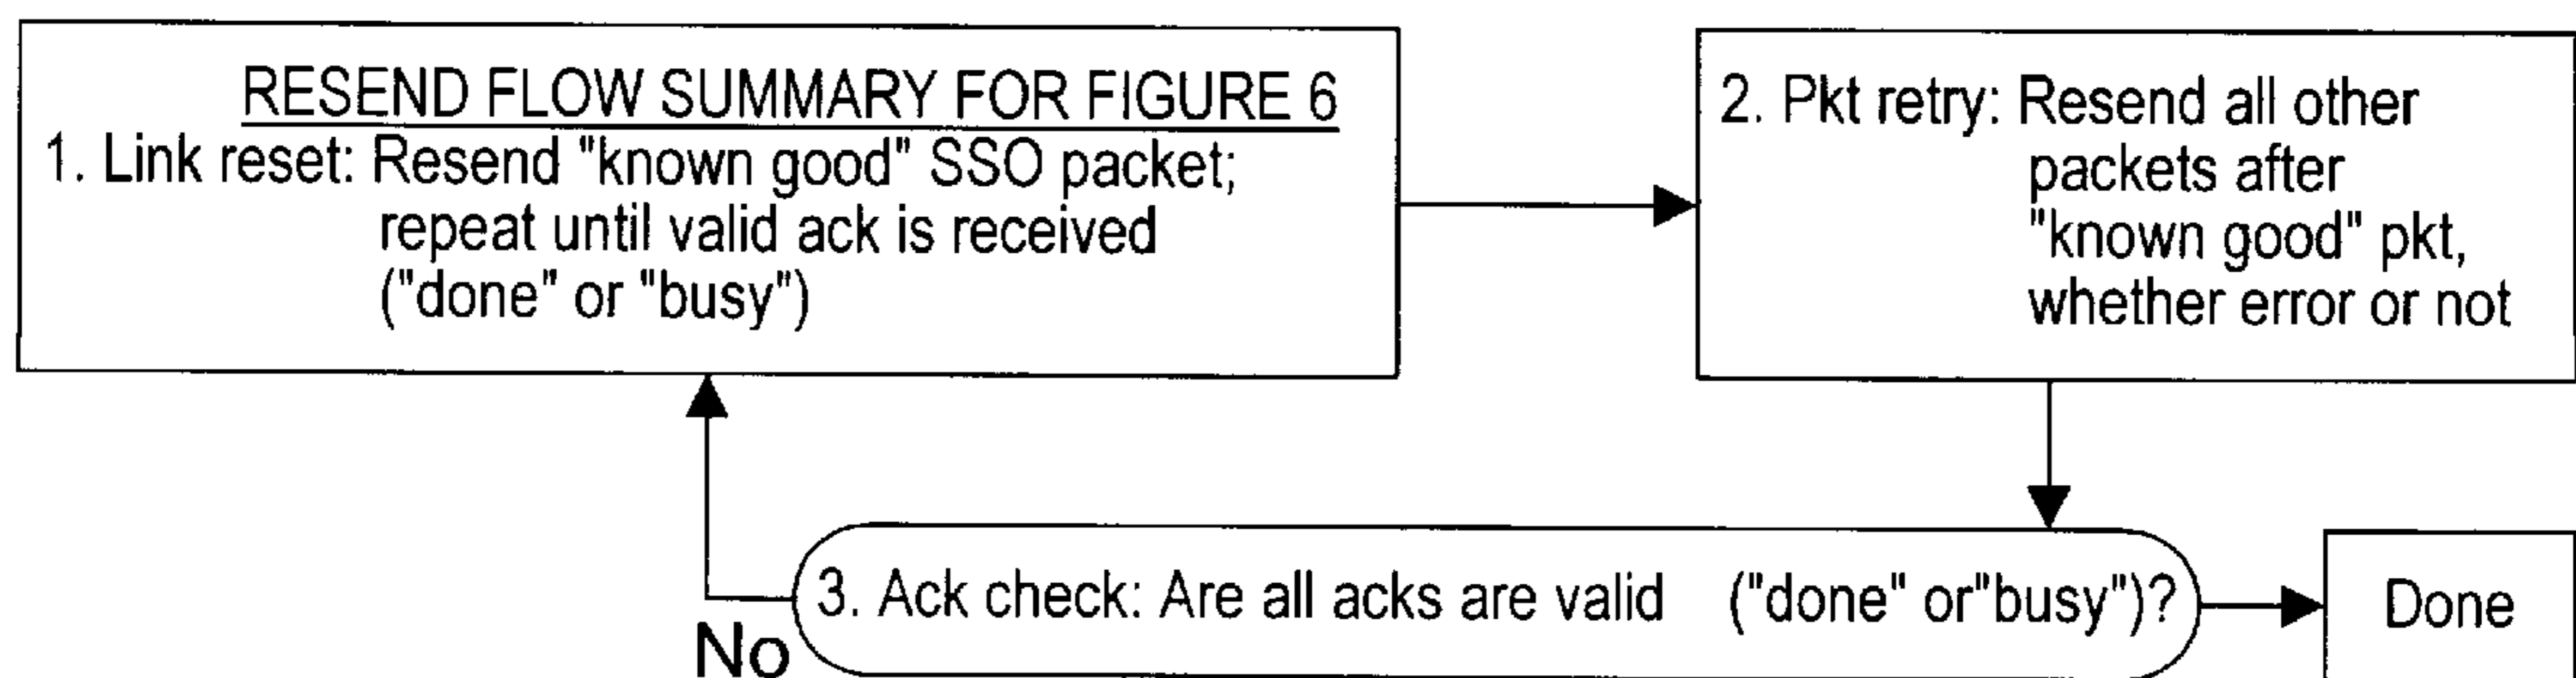 RESEND FLOW SUMMARY FOR FIGURE 6
1. Link reset: Resend "known good" SSO packet;
repeat until valid ack is received
("done" or "busy")
2. Pkt retry: Resend all other
packets after
"known good" pkt,
whether error or not
3. Ack check: Are all acks are valid ("done" or"busy")?
No
Done